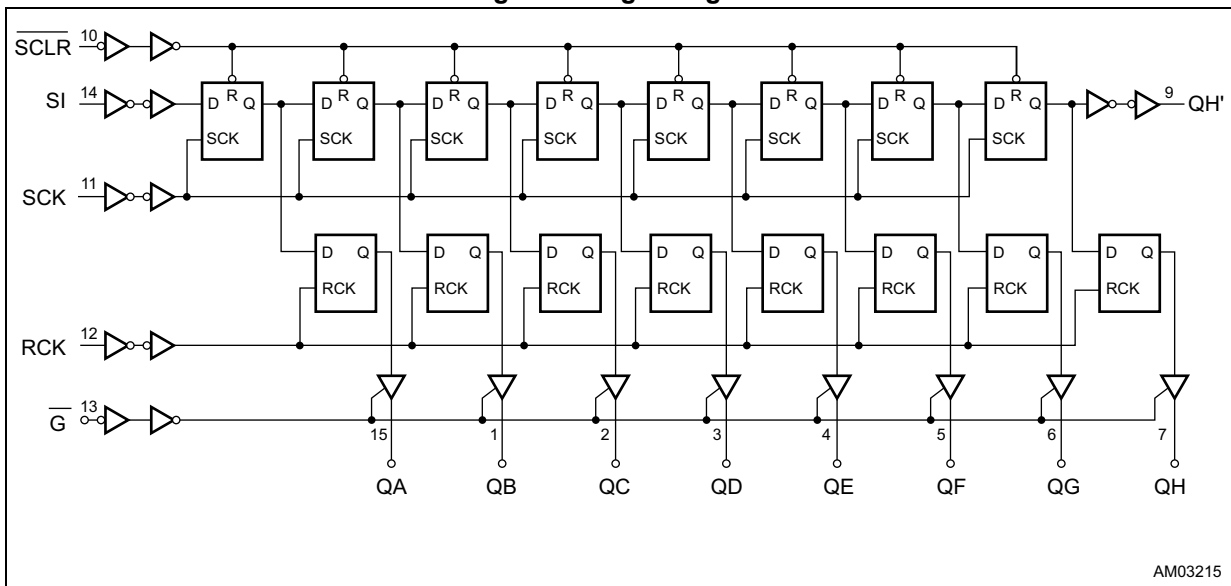 SCLR 10
SI 14
D R Q D R Q D R Q D R Q D R Q D R Q D R Q D R Q
9 QH'
SCK SCK SCK SCK SCK SCK SCK SCK
SCK 11
D Q D Q D Q D Q D Q D Q D Q D Q
RCK RCK RCK RCK RCK RCK RCK RCK
RCK 12
G 13
15 1 2 3 4 5 6 7
QA QB QC QD QE QF QG QH
AM03215